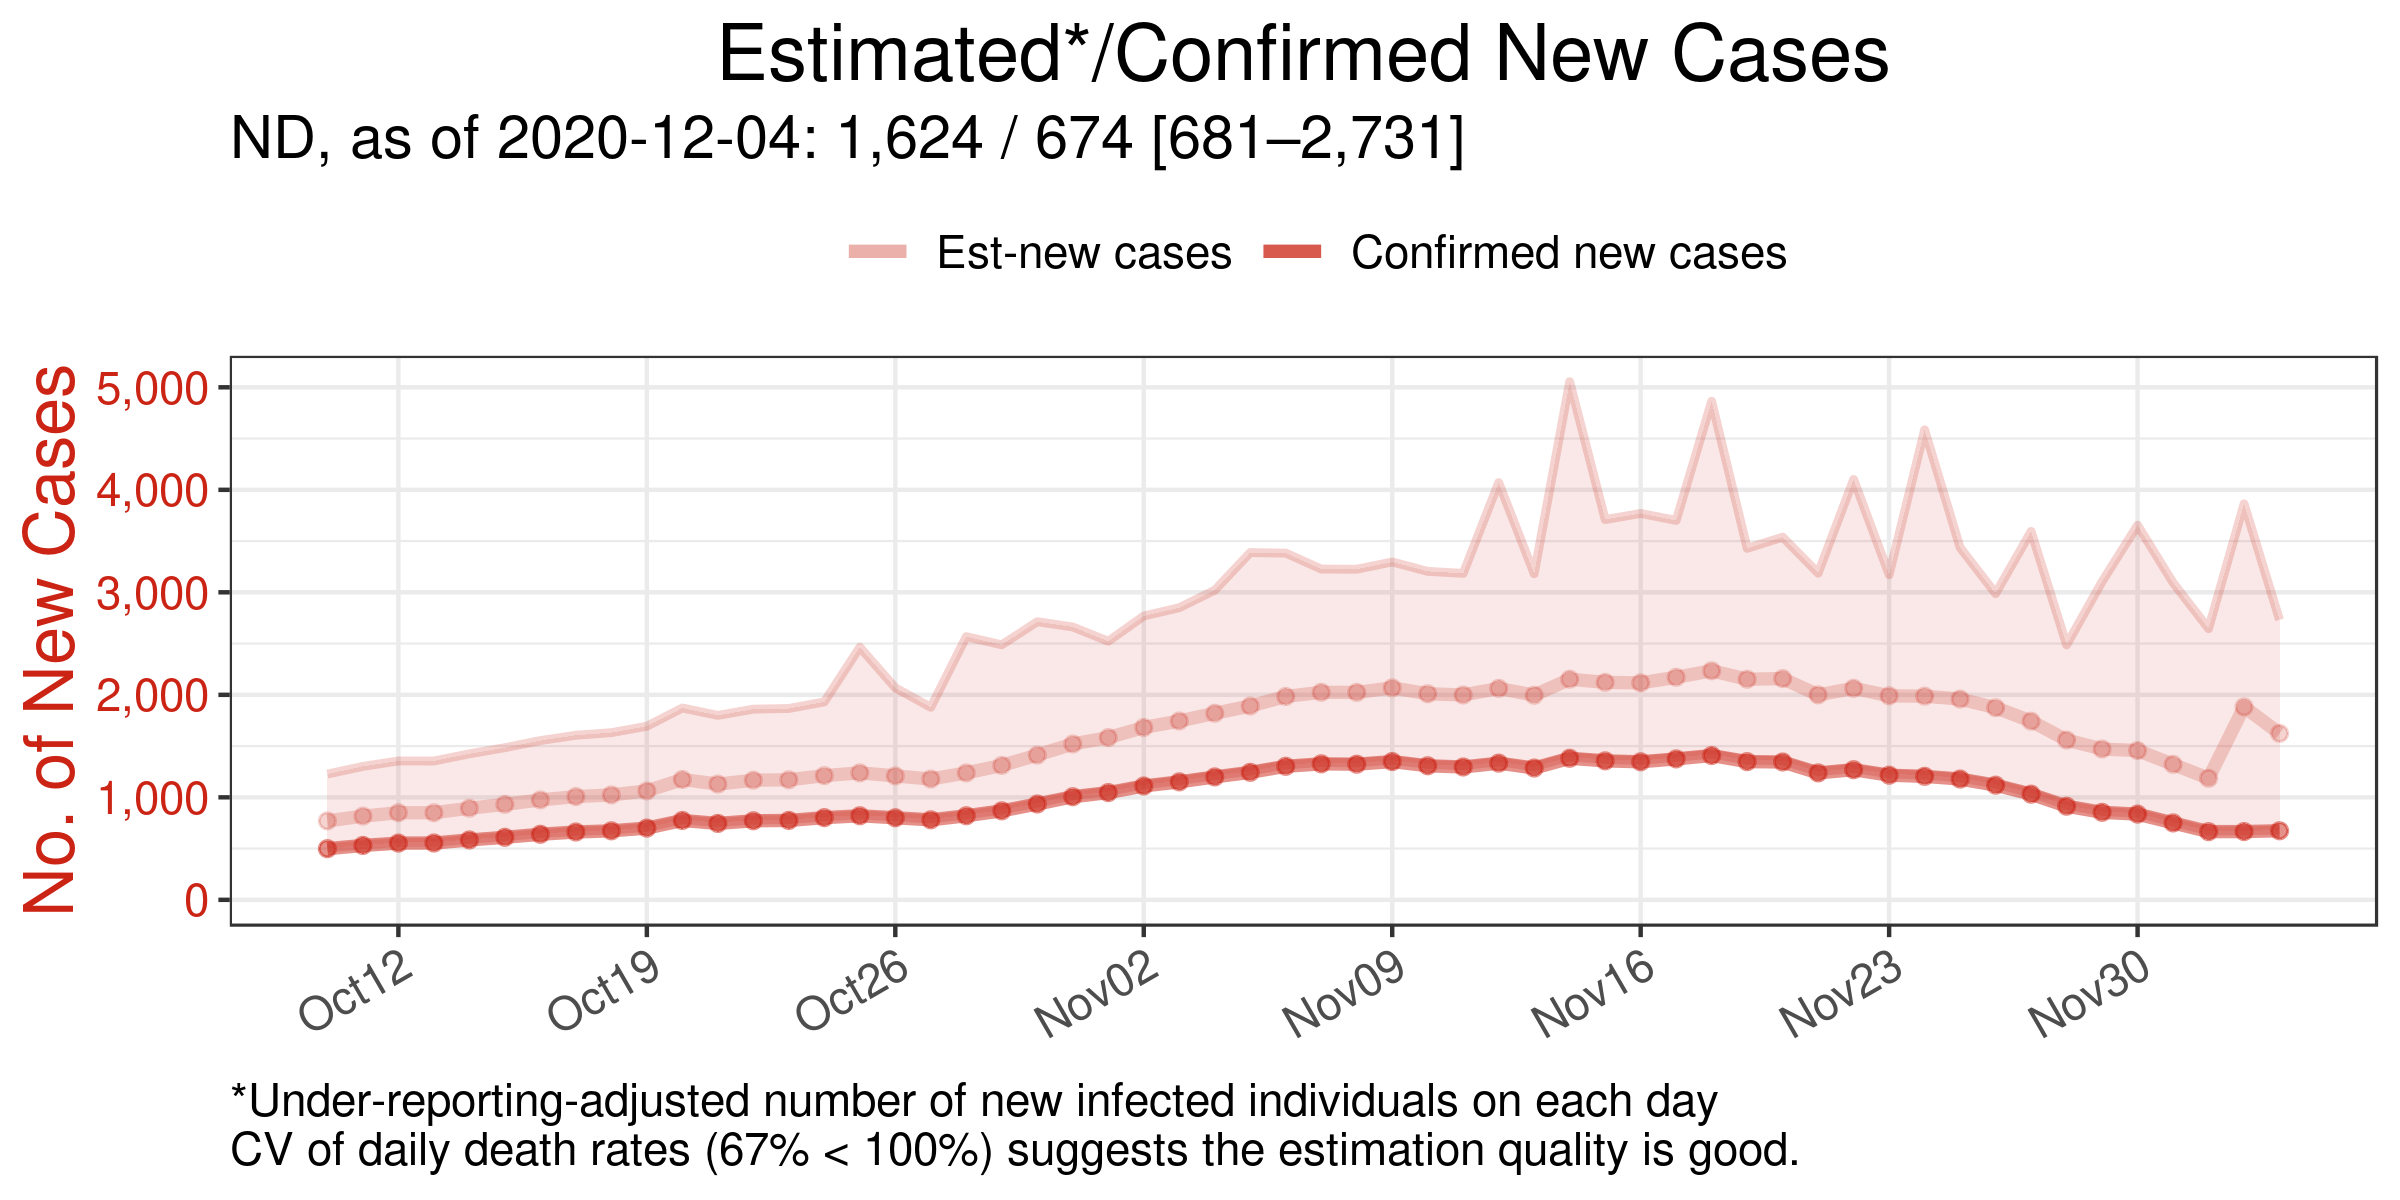 Estimated*/Confirmed New Cases
ND, as of 2020-12-04: 1,624 / 674 [681–2,731]
Est-new cases Confirmed new cases
No. of New Cases
5,000
4,000
3,000
2,000
1,000
0
Oct12 Oct19 Oct26 Nov02 Nov09 Nov16 Nov23 Nov30
*Under-reporting-adjusted number of new infected individuals on each day
CV of daily death rates (67% < 100%) suggests the estimation quality is good.